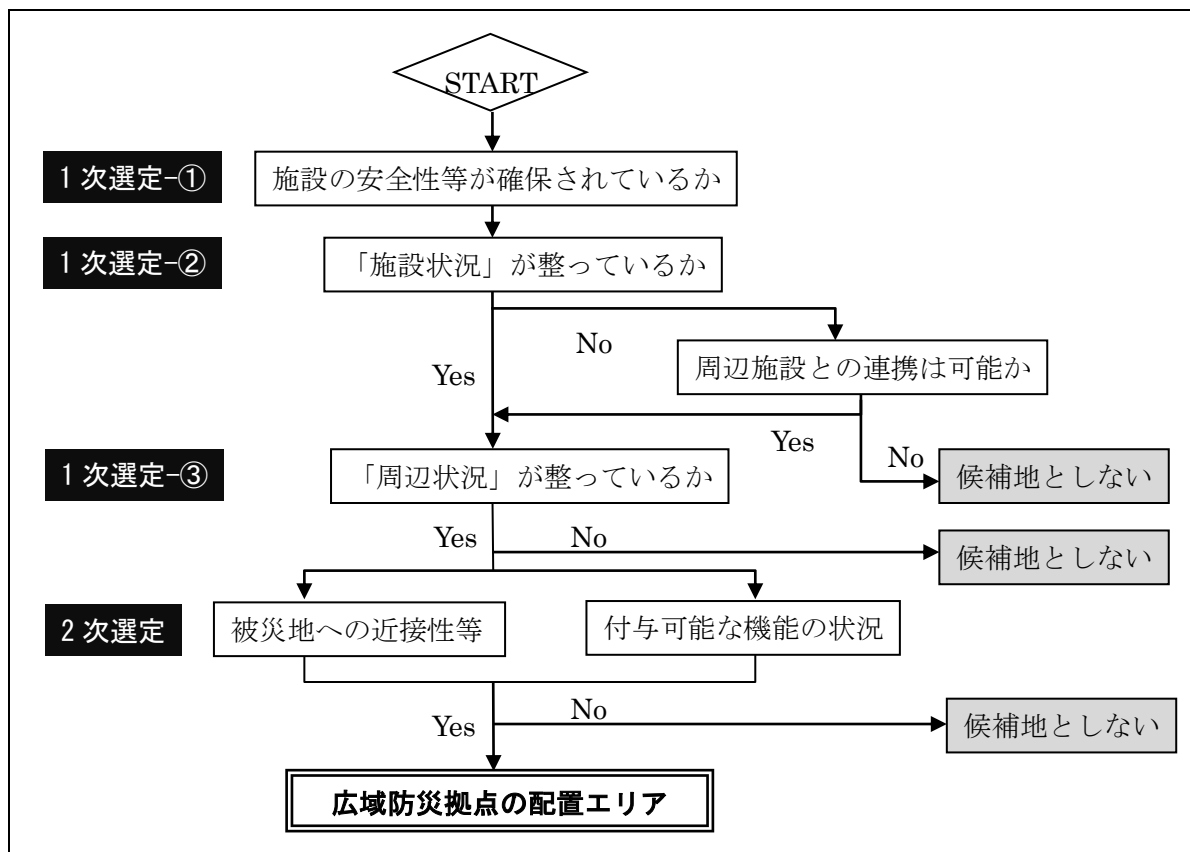 START
1次選定-①
施設の安全性等が確保されているか
1次選定-②
「施設状況」が整っているか
No
Yes
周辺施設との連携は可能か
Yes
No
1次選定-③
「周辺状況」が整っているか
候補地としない
Yes
No
候補地としない
2次選定
被災地への近接性等
付与可能な機能の状況
Yes
No
候補地としない
広域防災拠点の配置エリア